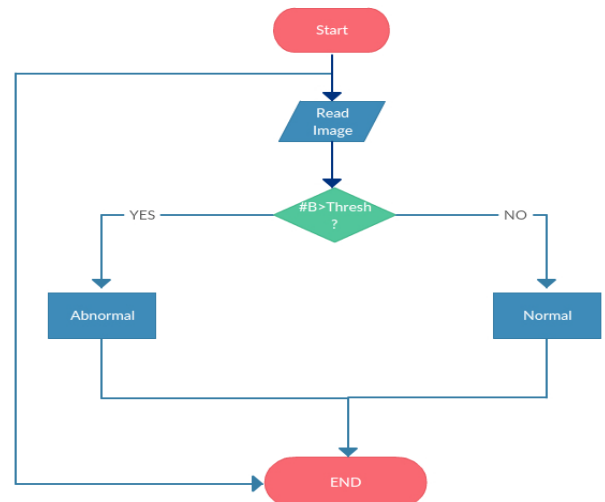 Start
Read
Image
#B>Thresh
?
YES
NO
Abnormal
Normal
END